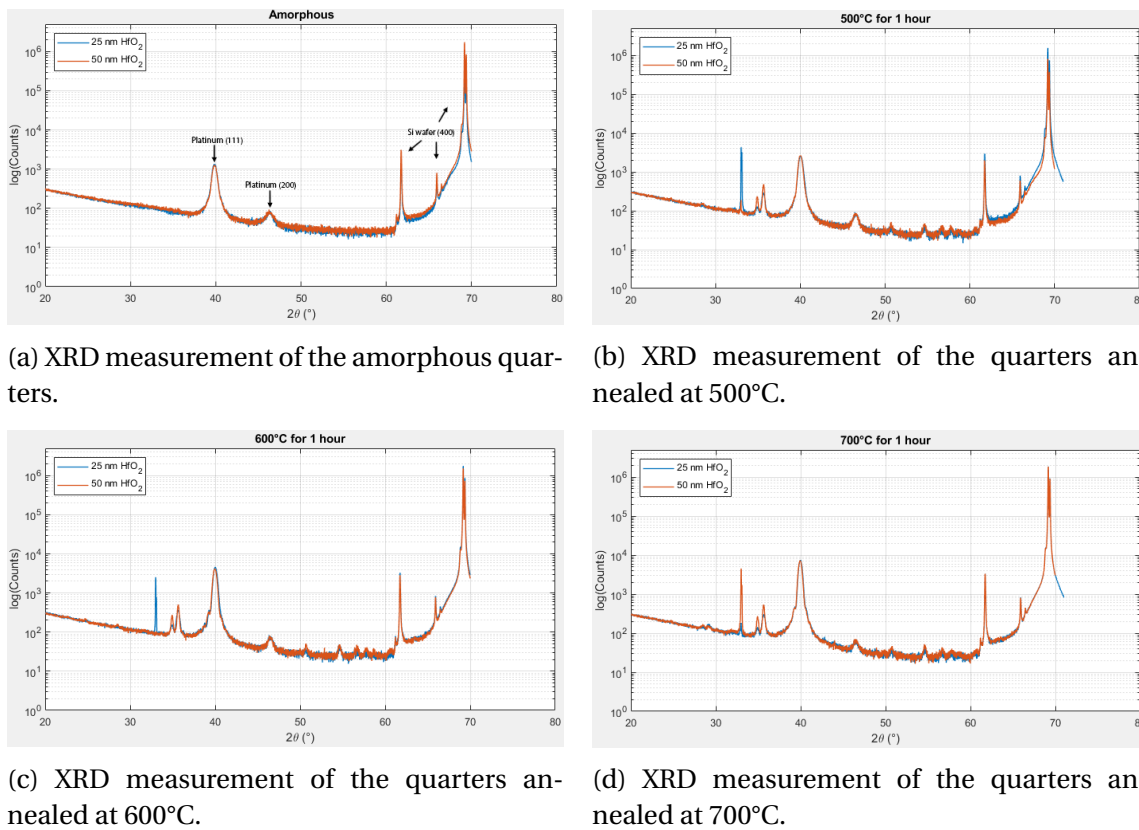 Amorphous
25 nm HfO2
50 nm HfO2
log(Counts)
10^6
10^5
10^4
10^3
10^2
10^1
10^0
Platinum (111)
Platinum (200)
Si wafer (400)
20 30 40 50 60 70 80
2θ (°)
(a) XRD measurement of the amorphous quar-
ters.
500°C for 1 hour
25 nm HfO2
50 nm HfO2
log(Counts)
10^6
10^5
10^4
10^3
10^2
10^1
10^0
20 30 40 50 60 70 8
2θ (°)
(b) XRD measurement of the quarters an
nealed at 500°C.
600°C for 1 hour
25 nm HfO2
50 nm HfO2
log(Counts)
10^6
10^5
10^4
10^3
10^2
10^1
10^0
20 30 40 50 60 70 80
2θ (°)
(c) XRD measurement of the quarters an-
nealed at 600°C.
700°C for 1 hour
25 nm HfO2
50 nm HfO2
log(Counts)
10^6
10^5
10^4
10^3
10^2
10^1
10^0
20 30 40 50 60 70 8
2θ (°)
(d) XRD measurement of the quarters an
nealed at 700°C.